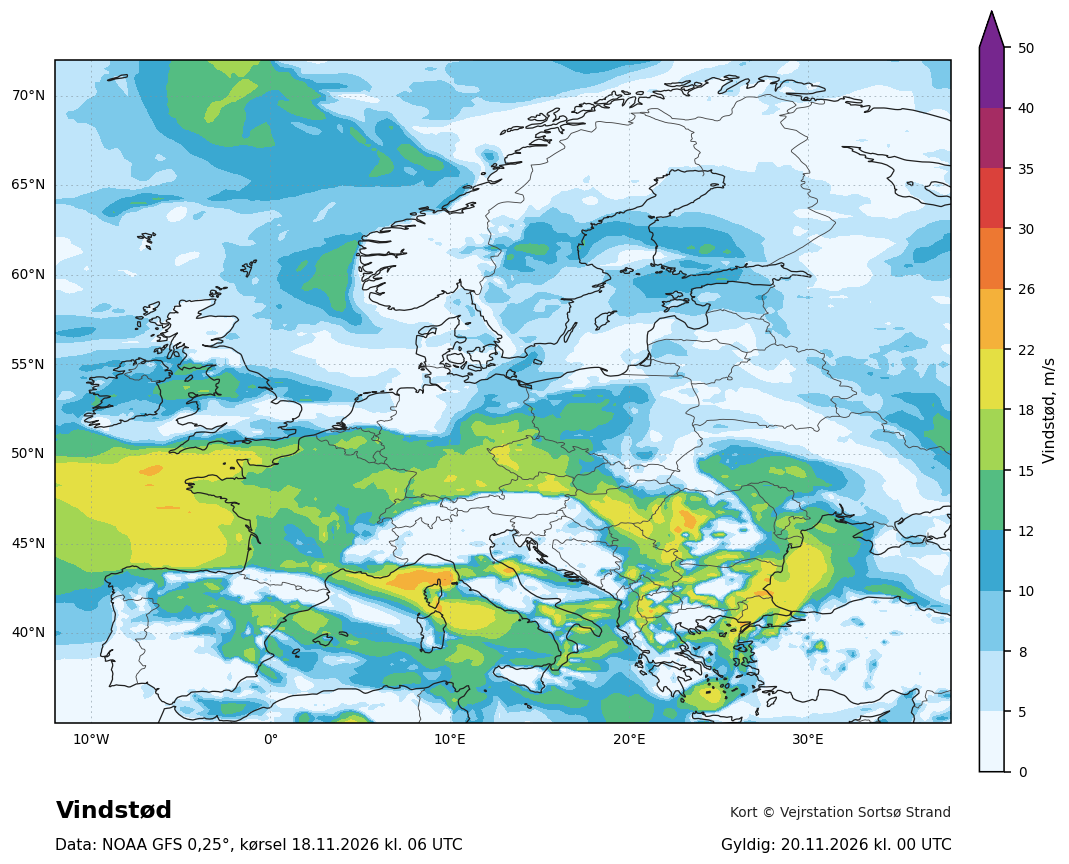 70°N
65°N
60°N
55°N
50°N
45°N
40°N
10°W
0°
10°E
20°E
30°E
50
40
35
30
26
22
18
15
12
10
8
5
0
Vindstød, m/s
Vindstød
Kort © Vejrstation Sortsø Strand
Data: NOAA GFS 0,25°, kørsel 18.11.2026 kl. 06 UTC
Gyldig: 20.11.2026 kl. 00 UTC